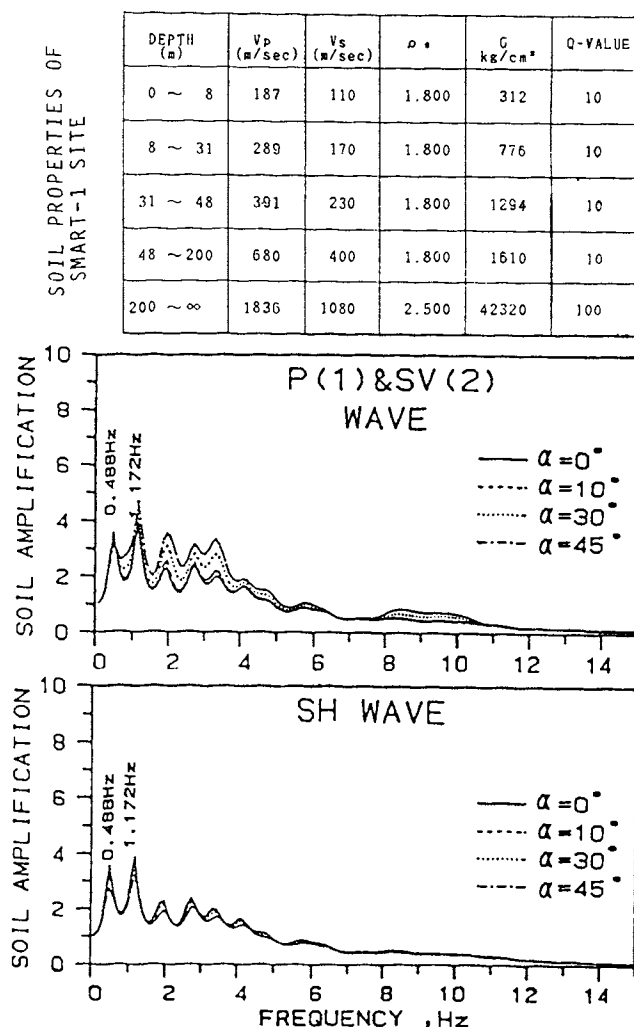 SOIL PROPERTIES OF
SMART-1 SITE
DEPTH (m) Vp (m/sec) Vs (m/sec) ρ G kg/cm² Q-VALUE
0 ~ 8 187 110 1.800 312 10
8 ~ 31 289 170 1.800 776 10
31 ~ 48 391 230 1.800 1294 10
48 ~ 200 680 400 1.800 1610 10
200 ~ ∞ 1836 1080 2.500 42320 100
P(1)&SV(2)
WAVE
SOIL AMPLIFICATION
10
8
6
4
2
0
0.488Hz
1.172Hz
α=0°
α=10°
α=30°
α=45°
0 2 4 6 8 10 12 14
SH WAVE
SOIL AMPLIFICATION
10
8
6
4
2
0
0.488Hz
1.172Hz
α=0°
α=10°
α=30°
α=45°
0 2 4 6 8 10 12 14
FREQUENCY ,Hz